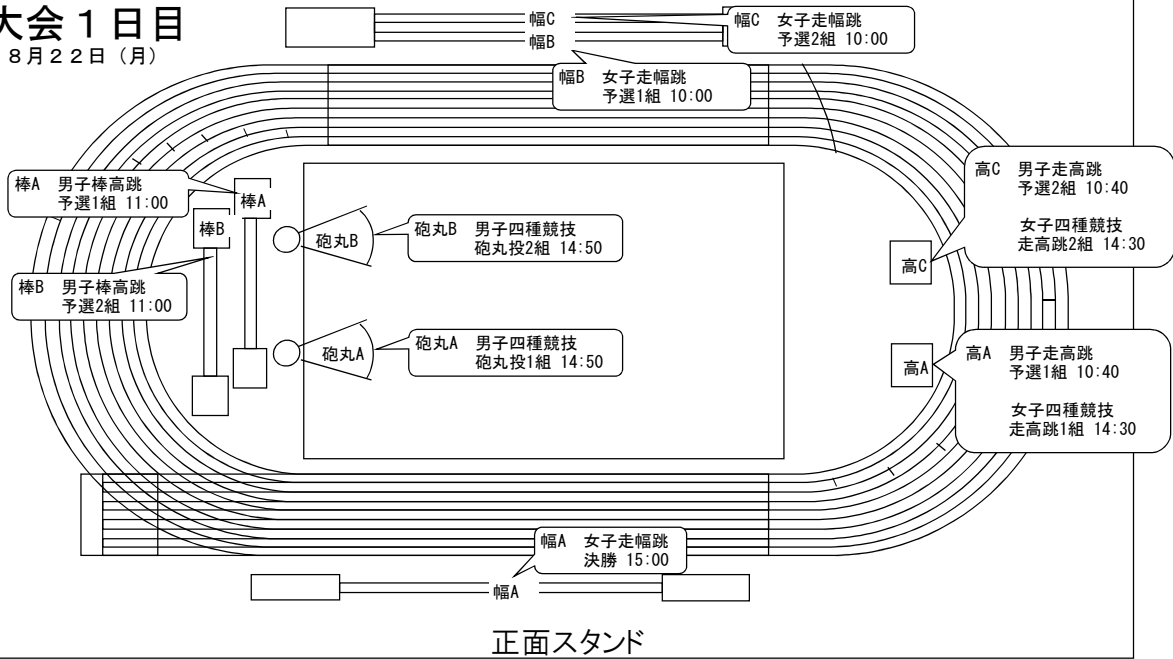 大会１日目
８月２２日（月）
幅C
幅B
幅C 女子走幅跳
予選2組 10:00
幅B 女子走幅跳
予選1組 10:00
棒A 男子棒高跳
予選1組 11:00
棒A
棒B
棒B 男子棒高跳
予選2組 11:00
砲丸B
砲丸B 男子四種競技
砲丸投2組 14:50
砲丸A
砲丸A 男子四種競技
砲丸投1組 14:50
高C 男子走高跳
予選2組 10:40
女子四種競技
走高跳2組 14:30
高C
高A
高A 男子走高跳
予選1組 10:40
女子四種競技
走高跳1組 14:30
幅A 女子走幅跳
決勝 15:00
幅A
正面スタンド